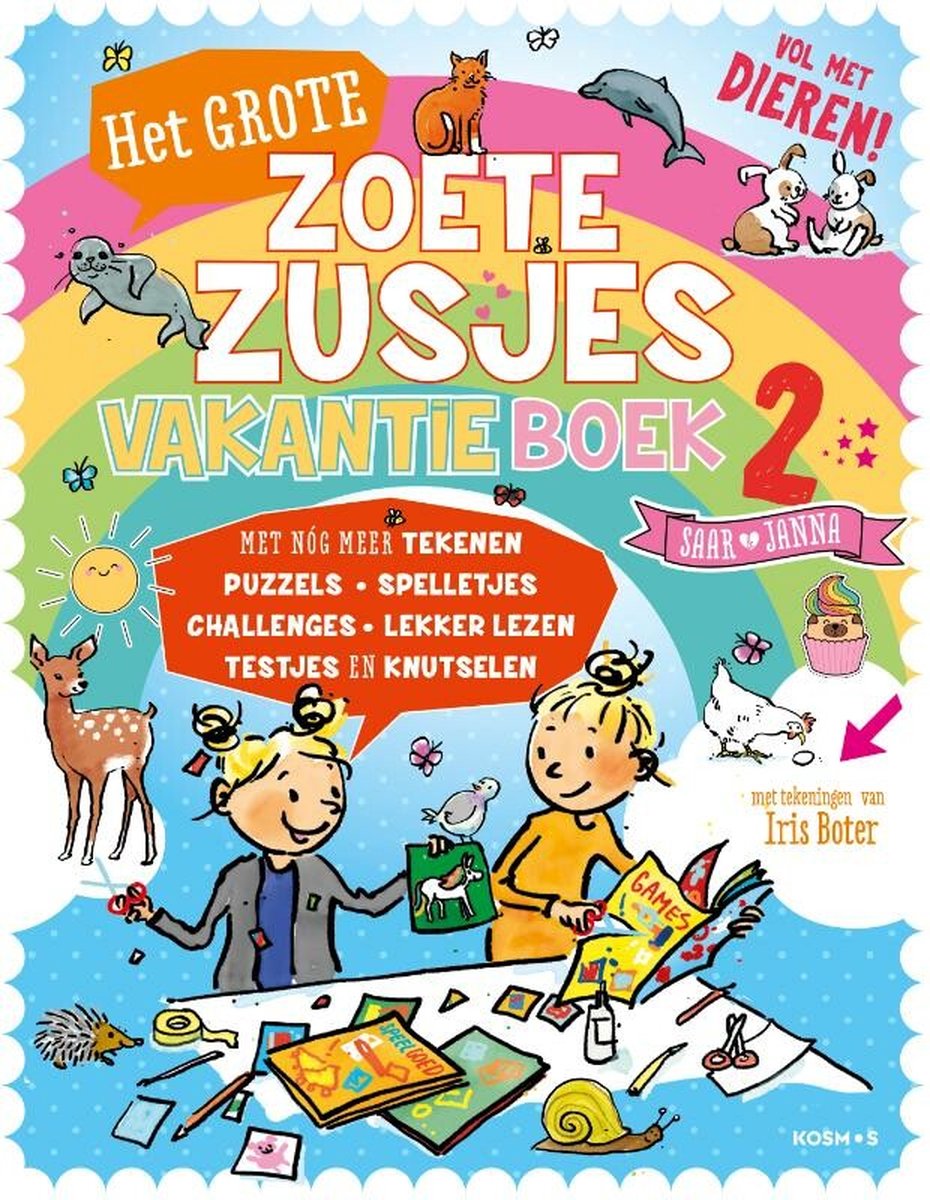 VOL MET
DIEREN!
Het GROTE
ZOETE
ZUSJES
VAKANTIE BOEK 2
SAAR JANNA
MET NÓG MEER TEKENEN
PUZZELS • SPELLETJES
CHALLENGES • LEKKER LEZEN
TESTJES EN KNUTSELEN
met tekeningen van
Iris Boter
GAMES
SPEELGOED
KOSMOS